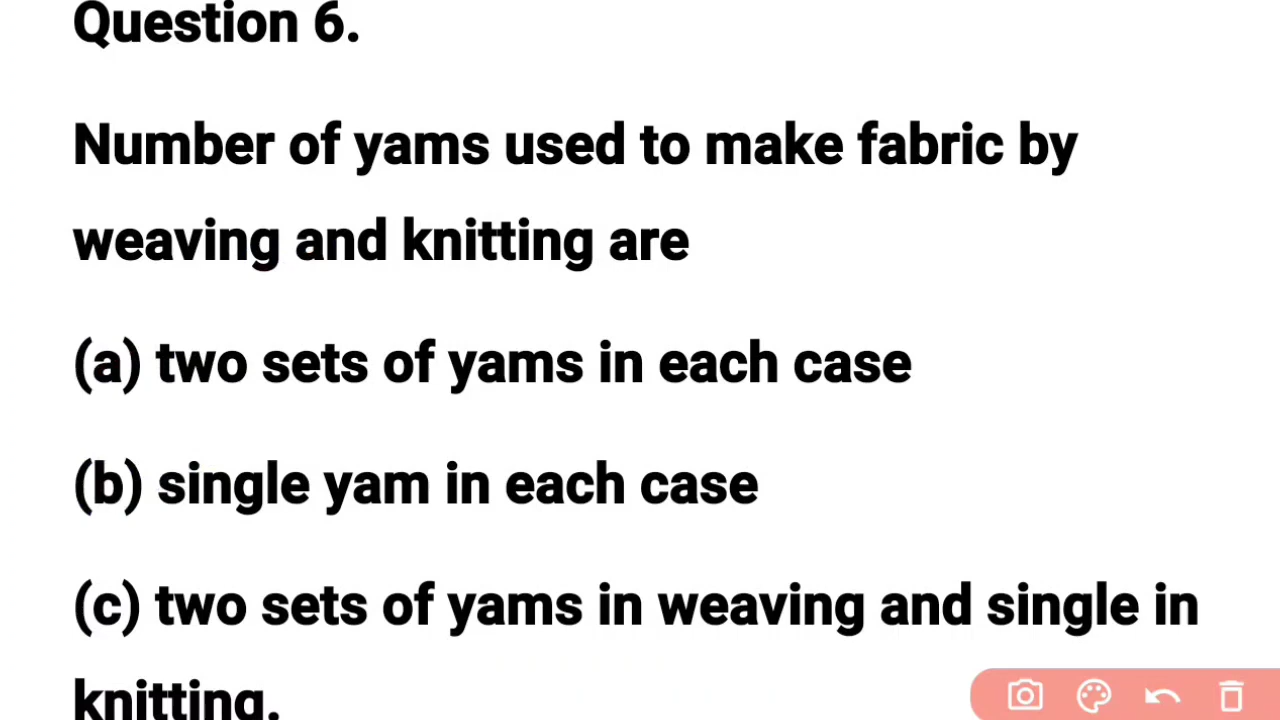 Question 6.
Number of yams used to make fabric by
weaving and knitting are
(a) two sets of yams in each case
(b) single yam in each case
(c) two sets of yams in weaving and single in
knitting.